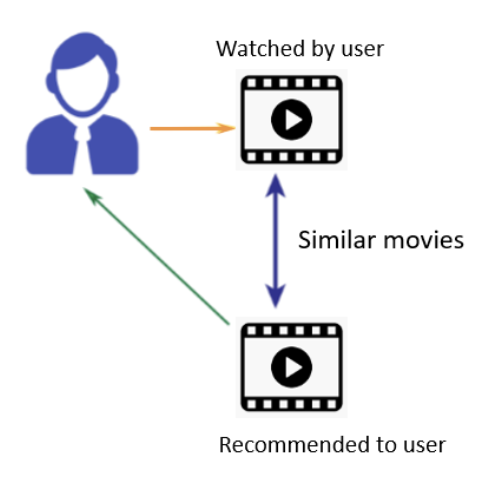 Watched by user
Similar movies
Recommended to user